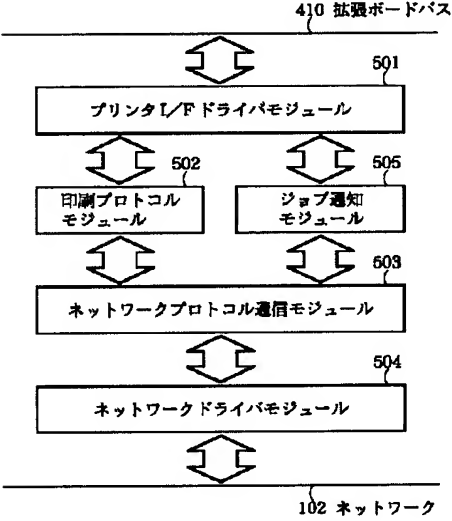 410 拡張ボードバス
501
プリンタI/Fドライバモジュール
502
505
印刷プロトコル
モジュール
ジョブ通知
モジュール
503
ネットワークプロトコル通信モジュール
504
ネットワークドライバモジュール
102 ネットワーク